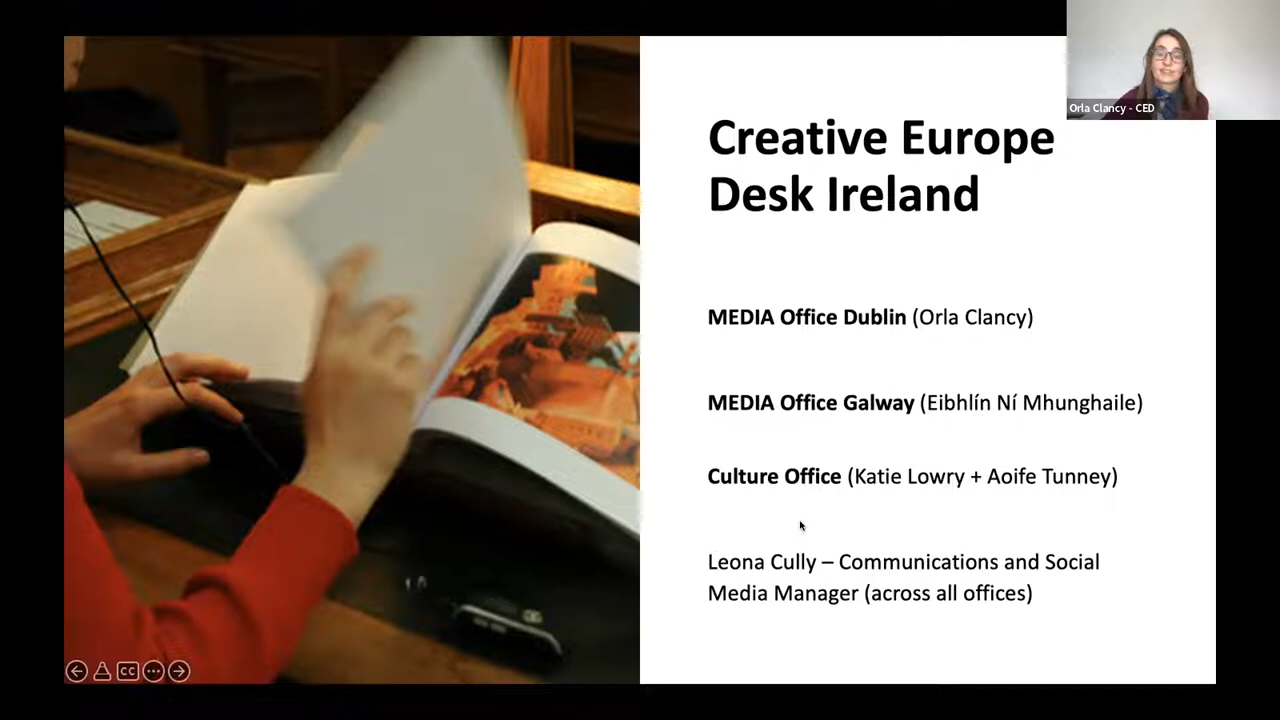 Orla Clancy - CED
Creative Europe
Desk Ireland
MEDIA Office Dublin (Orla Clancy)
MEDIA Office Galway (Eibhlín Ní Mhunghaile)
Culture Office (Katie Lowry + Aoife Tunney)
Leona Cully – Communications and Social
Media Manager (across all offices)
CC